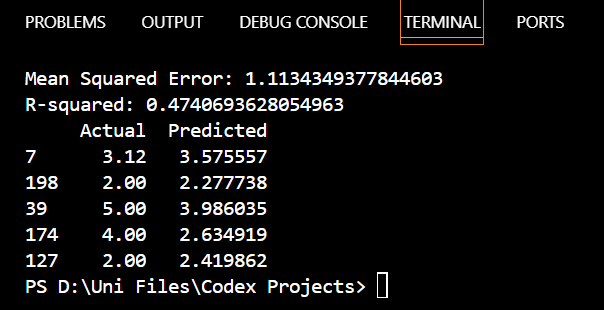 PROBLEMS OUTPUT DEBUG CONSOLE TERMINAL PORTS
Mean Squared Error: 1.1134349377844603
R-squared: 0.4740693628054963
Actual Predicted
7 3.12 3.575557
198 2.00 2.277738
39 5.00 3.986035
174 4.00 2.634919
127 2.00 2.419862
PS D:\Uni Files\Codex Projects>